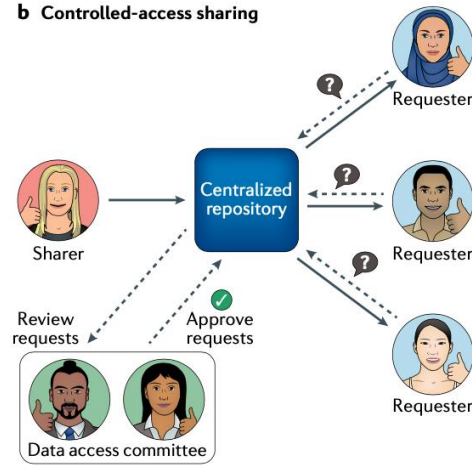 b Controlled-access sharing
?
Requester
?
Centralized
repository
Requester
Sharer
?
Review
requests
Approve
requests
Requester
Data access committee